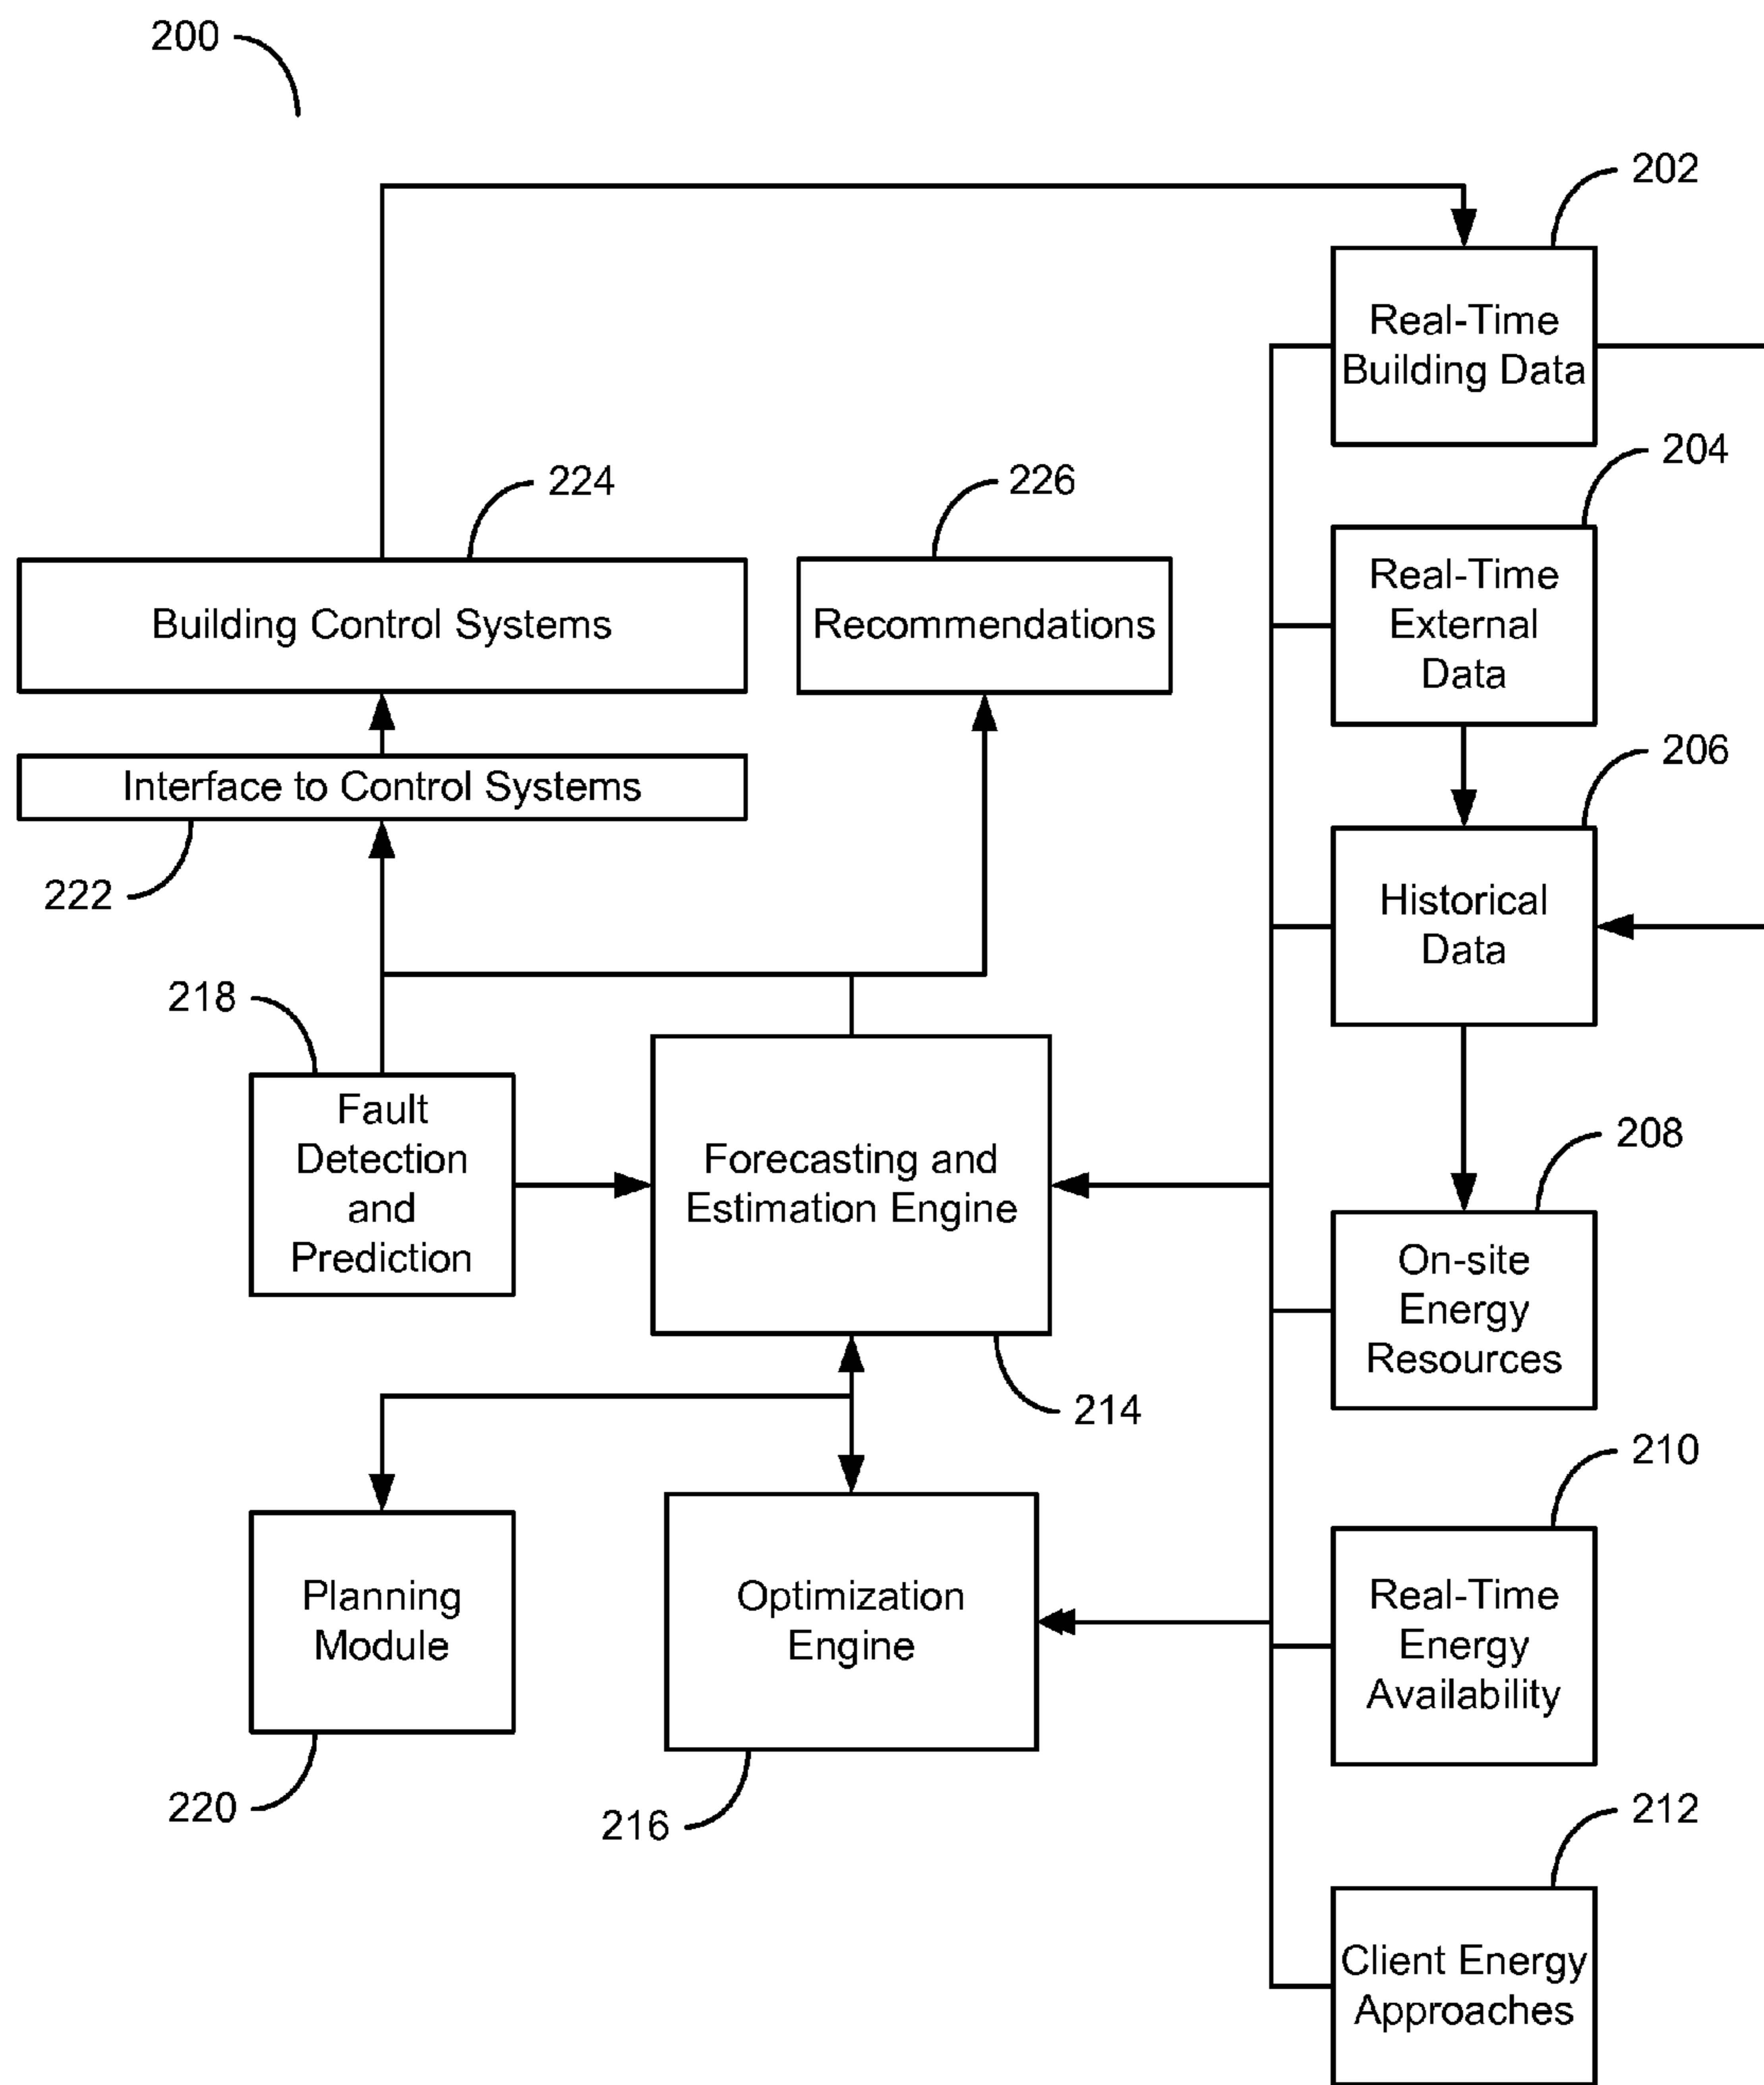 200
202
Real-Time
Building Data
204
224
226
Real-Time
External
Data
Building Control Systems
Recommendations
206
Interface to Control Systems
222
Historical
Data
218
Fault
Detection
and
Prediction
Forecasting and
Estimation Engine
208
On-site
Energy
Resources
214
210
Planning
Module
Optimization
Engine
Real-Time
Energy
Availability
220
216
212
Client Energy
Approaches